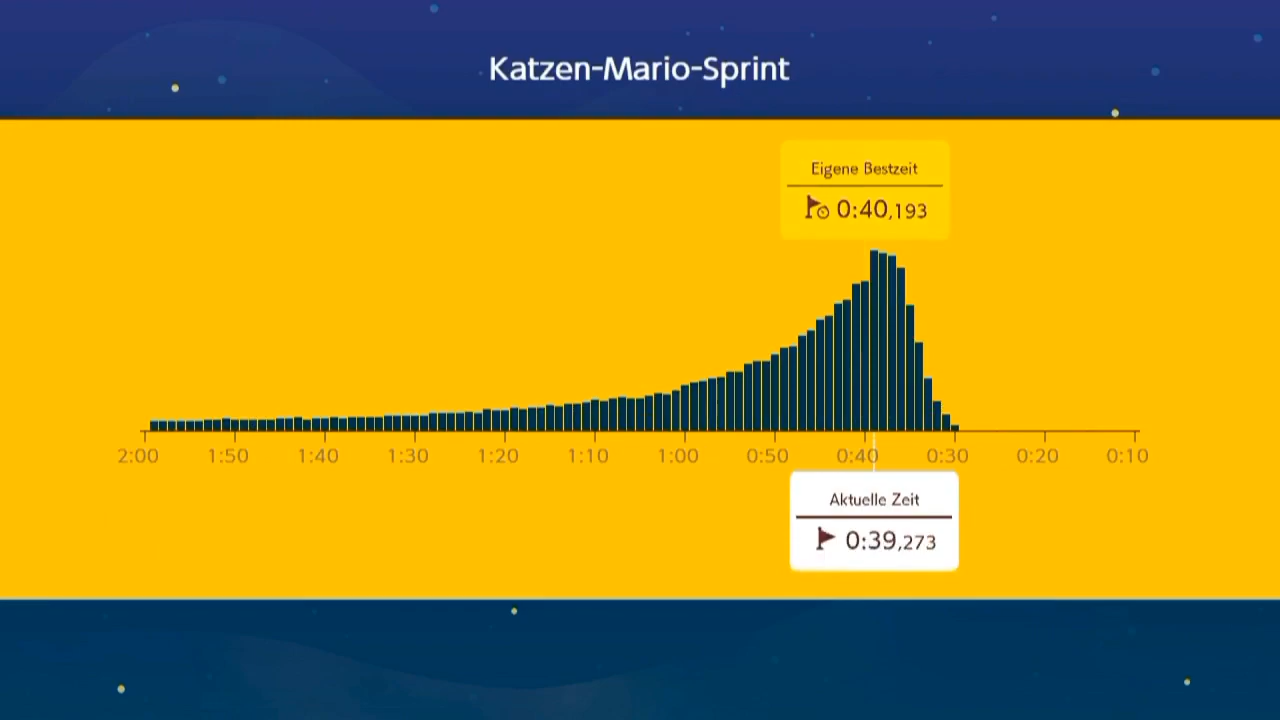 Katzen-Mario-Sprint
Eigene Bestzeit
0:40,193
2:00 1:50 1:40 1:30 1:20 1:10 1:00 0:50 0:40 0:30 0:20 0:10
Aktuelle Zeit
0:39,273